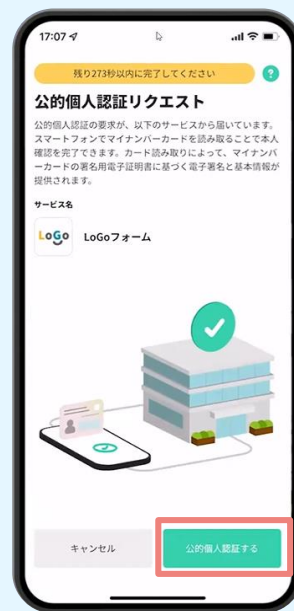 17:07
残り273秒以内に完了してください
?
公的個人認証リクエスト
公的個人認証の要求が、以下のサービスから届いています。
スマートフォンでマイナンバーカードを読み取ることで本人
確認を完了できます。カード読み取りによって、マイナンバ
ーカードの署名用電子証明書に基づく電子署名と基本情報が
提供されます。
サービス名
LoGo
LoGoフォーム
キャンセル
公的個人認証する